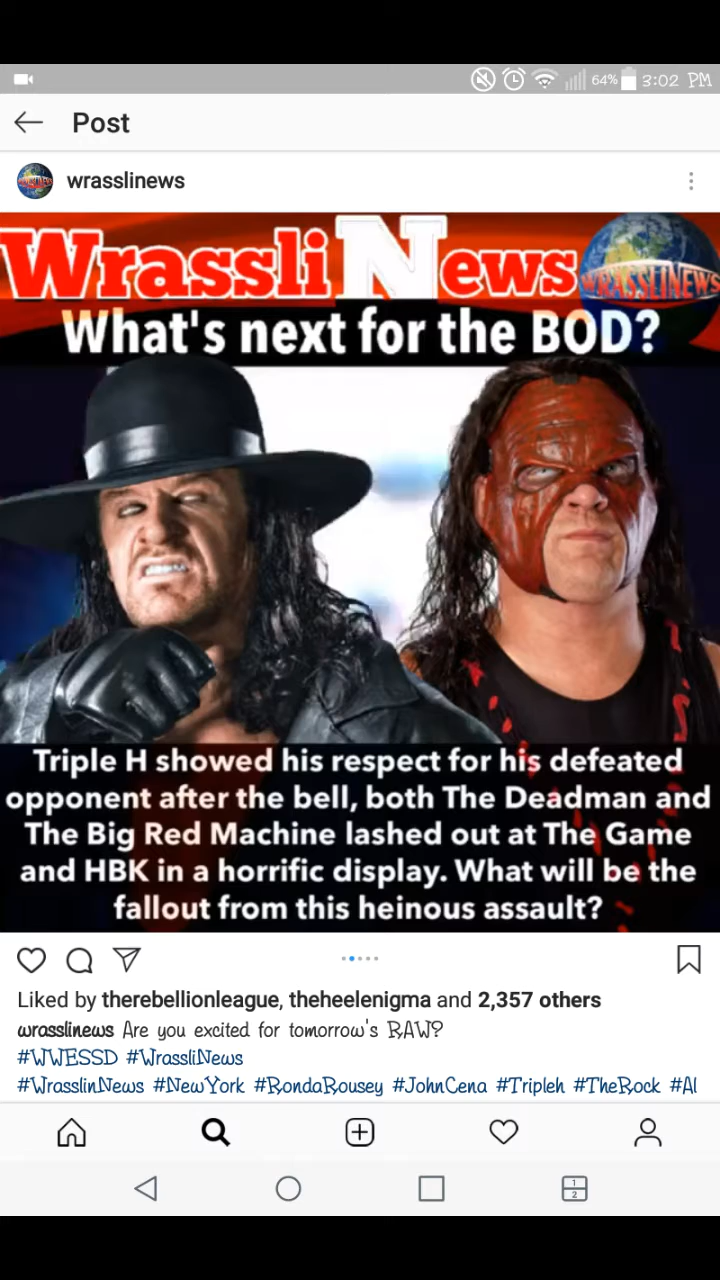 64% 3:02 PM
Post
wrasslinews
WrassliNews
WRASSLINEWS
What's next for the BOD?
Triple H showed his respect for his defeated
opponent after the bell, both The Deadman and
The Big Red Machine lashed out at The Game
and HBK in a horrific display. What will be the
fallout from this heinous assault?
Liked by therebellionleague, theheelenigma and 2,357 others
wrasslinews Are you excited for tomorrow's RAW?
#WWESSD #WrassliNews
#WrasslinNews #NewYork #RondaRousey #JohnCena #Tripleh #TheRock #Al
1
2